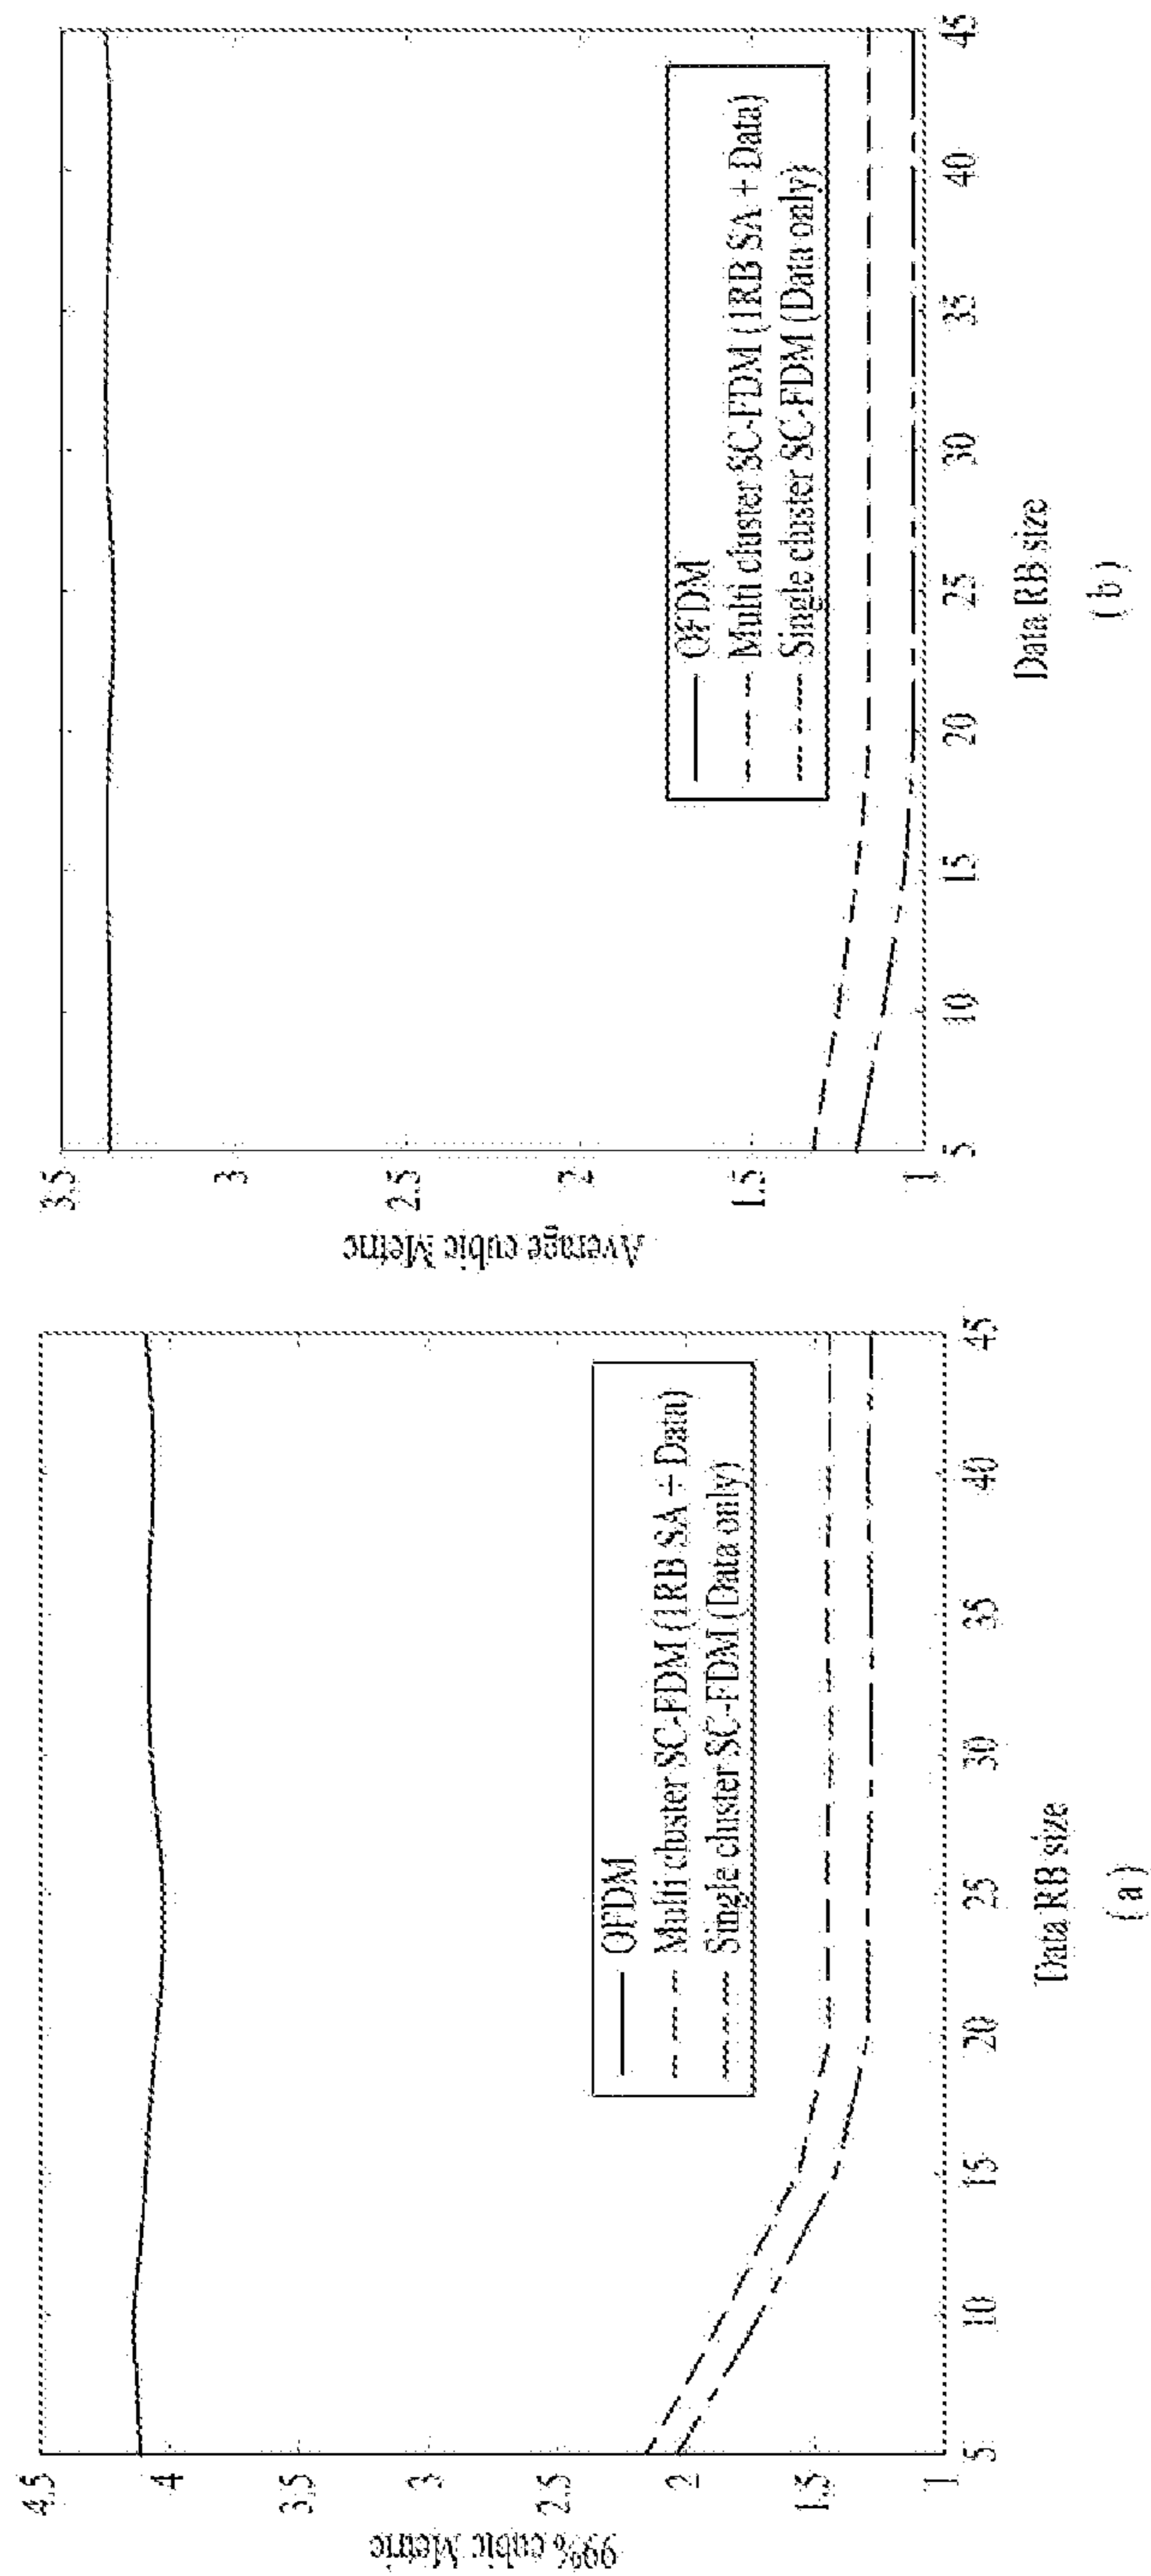 99% cubic Metric
4.5
4
3.5
3
2.5
2
1.5
1
OFDM
Multi cluster SC-FDM (1RB SA + Data)
Single cluster SC-FDM (Data only)
5 10 15 20 25 30 35 40 45
Data RB size
( a )
Average cubic Metric
3.5
3
2.5
2
1.5
1
OFDM
Multi cluster SC-FDM (1RB SA + Data)
Single cluster SC-FDM (Data only)
5 10 15 20 25 30 35 40 45
Data RB size
( b )